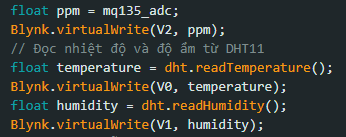 float ppm = mq135_adc;
Blynk.virtualWrite(V2, ppm);
// Đọc nhiệt độ và độ ẩm từ DHT11
float temperature = dht.readTemperature();
Blynk.virtualWrite(V0, temperature);
float humidity = dht.readHumidity();
Blynk.virtualWrite(V1, humidity);